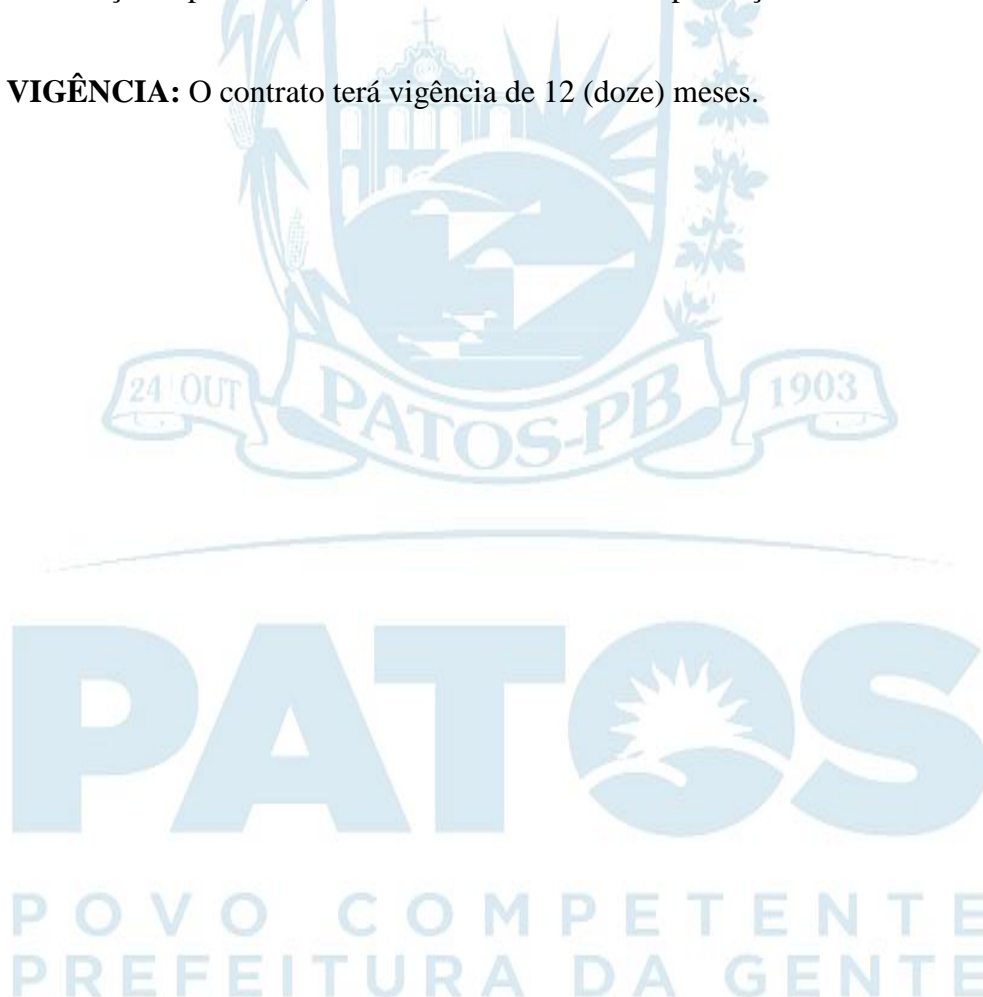 VIGÊNCIA: O contrato terá vigência de 12 (doze) meses.
24 OUT PATOS-PB 1903
PATOS
POVO COMPETENTE
PREFEITURA DA GENTE